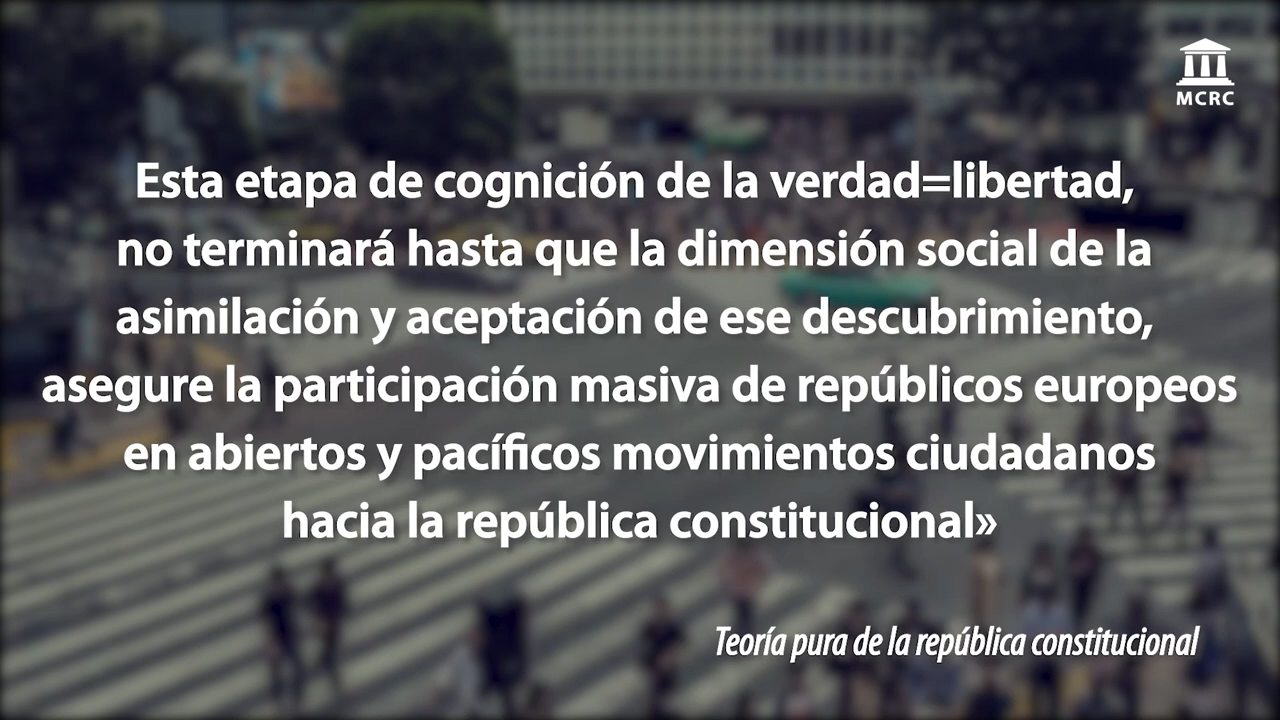 MCRC
Esta etapa de cognición de la verdad=libertad,
no terminará hasta que la dimensión social de la
asimilación y aceptación de ese descubrimiento,
asegure la participación masiva de repúblicos europeos
en abiertos y pacíficos movimientos ciudadanos
hacia la república constitucional»
Teoría pura de la república constitucional